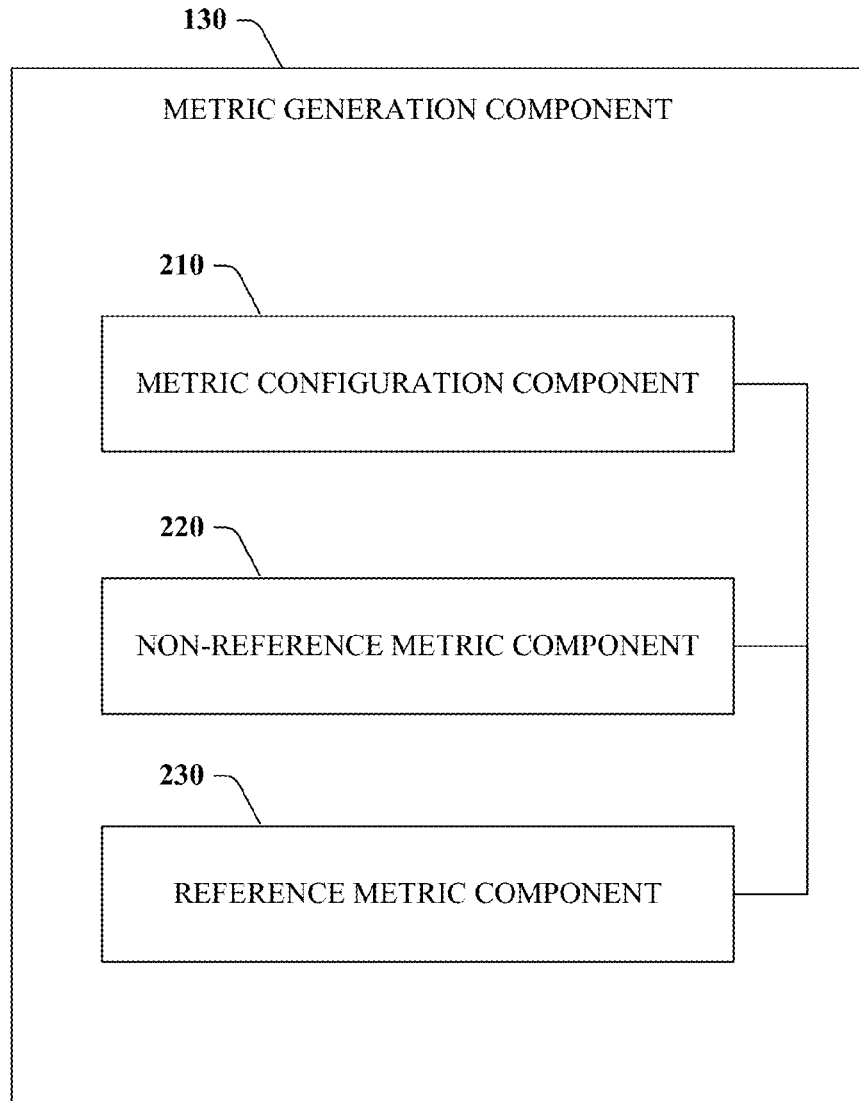 130
METRIC GENERATION COMPONENT
210
METRIC CONFIGURATION COMPONENT
220
NON-REFERENCE METRIC COMPONENT
230
REFERENCE METRIC COMPONENT